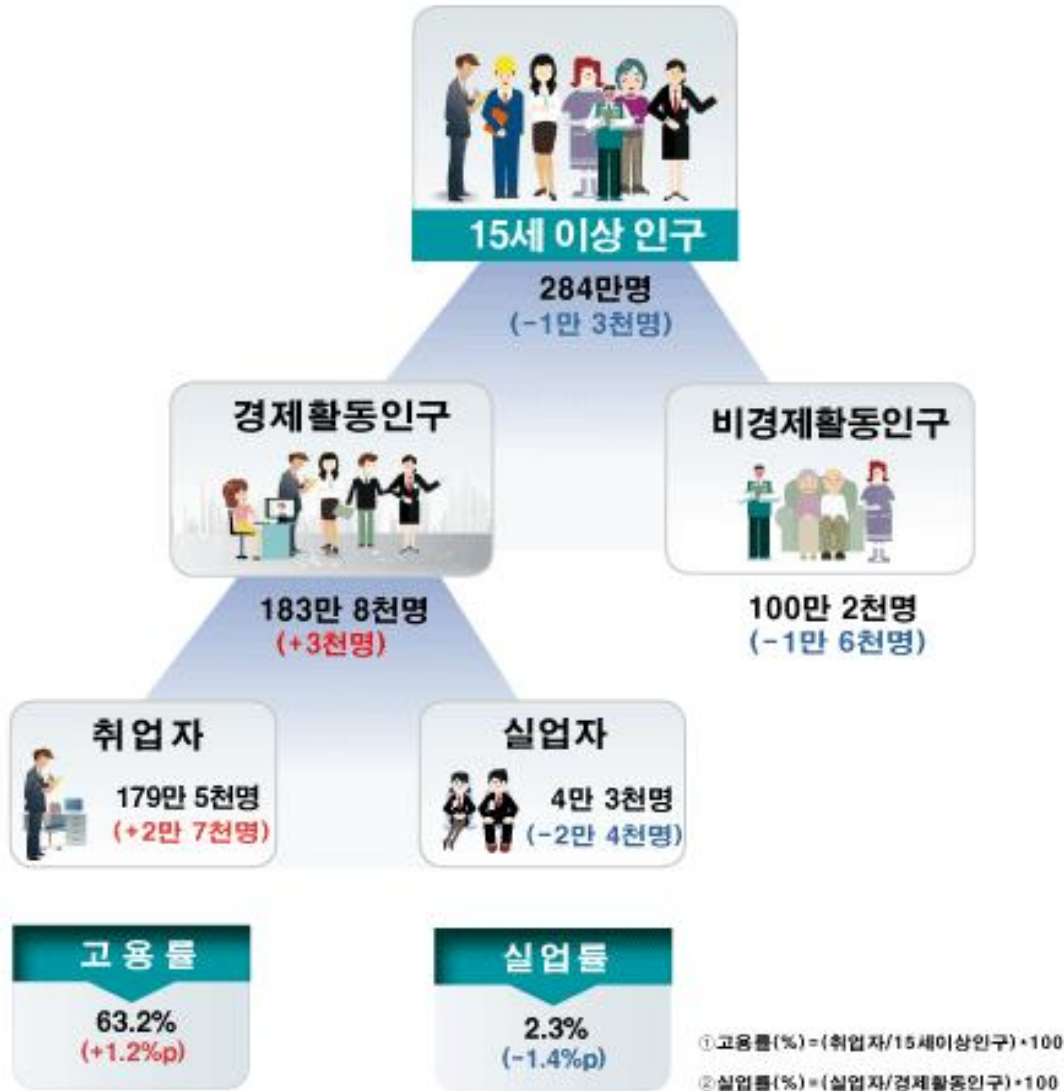 15세 이상 인구
284만명
(-1만 3천명)
경제활동인구
183만 8천명
(+3천명)
비경제활동인구
100만 2천명
(-1만 6천명)
취업자
179만 5천명
(+2만 7천명)
실업자
4만 3천명
(-2만 4천명)
고용률
63.2%
(+1.2%p)
실업률
2.3%
(-1.4%p)
①고용률(%)=(취업자/15세이상인구)*100
②실업률(%)=(실업자/경제활동인구)*100